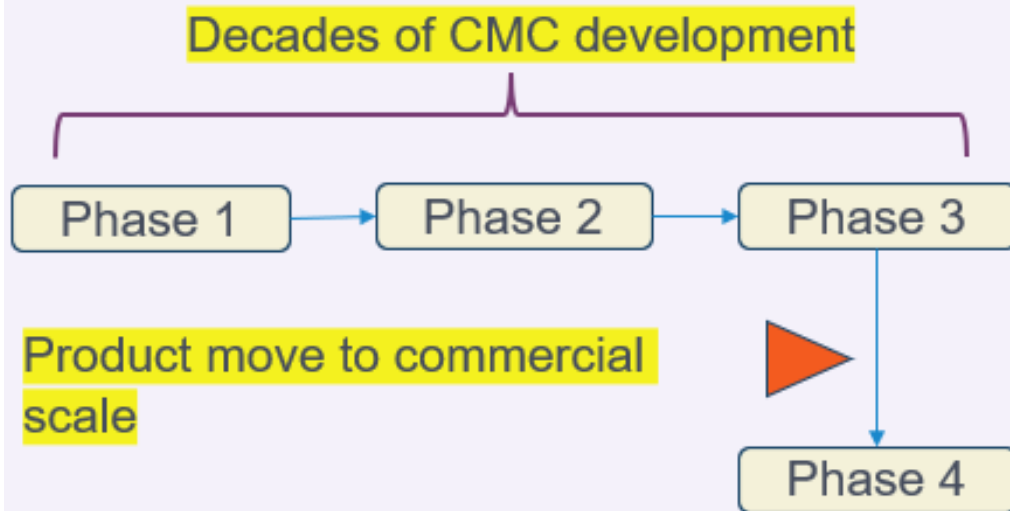 Decades of CMC development
Phase 1
Phase 2
Phase 3
Product move to commercial
scale
Phase 4